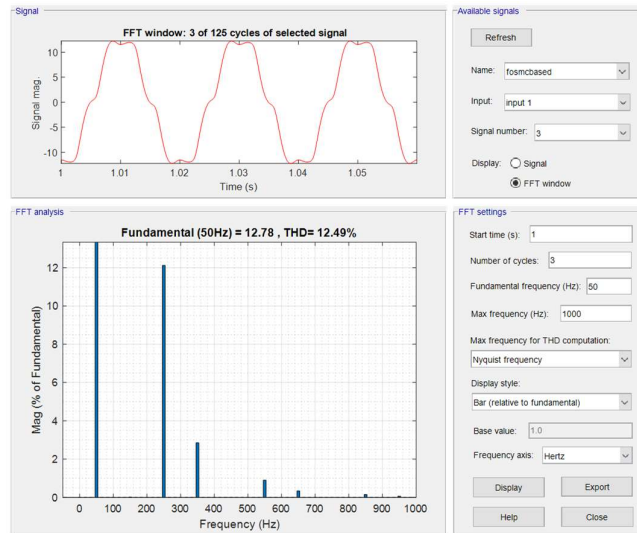 Signal
FFT window: 3 of 125 cycles of selected signal
10
5
0
-5
-10
Signal mag.
1
1.01
1.02
1.03
1.04
1.05
Time (s)
Available signals
Refresh
Name: fosmcbased
Input: input 1
Signal number: 3
Display: Signal
FFT window
FFT analysis
Fundamental (50Hz) = 12.78 , THD= 12.49%
12
10
8
6
4
2
0
Mag (% of Fundamental)
0 100 200 300 400 500 600 700 800 900 1000
Frequency (Hz)
FFT settings
Start time (s): 1
Number of cycles: 3
Fundamental frequency (Hz): 50
Max frequency (Hz): 1000
Max frequency for THD computation:
Nyquist frequency
Display style:
Bar (relative to fundamental)
Base value: 1.0
Frequency axis: Hertz
Display Export
Help Close